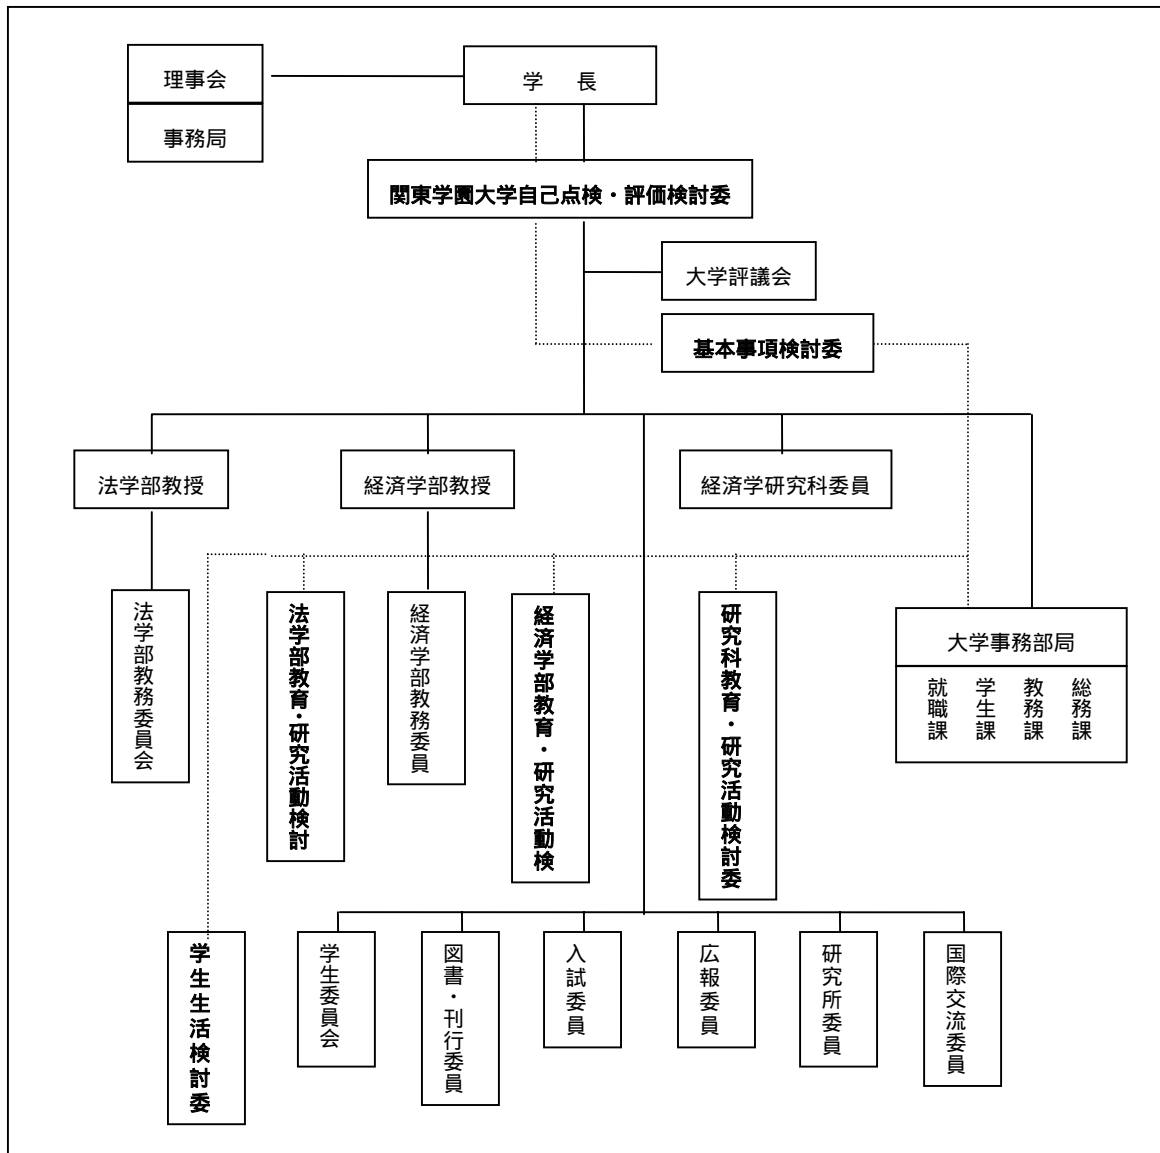 理事会
学　長
事務局
関東学園大学自己点検・評価検討委
大学評議会
基本事項検討委
法学部教授
経済学部教授
経済学研究科委員
法学部教務委員会
法学部教育・研究活動検討
経済学部教務委員
経済学部教育・研究活動検
研究科教育・研究活動検討委
大学事務部局
総務課
教務課
学生課
就職課
学生生活検討委
学生委員会
図書・刊行委員
入試委員
広報委員
研究所委員
国際交流委員